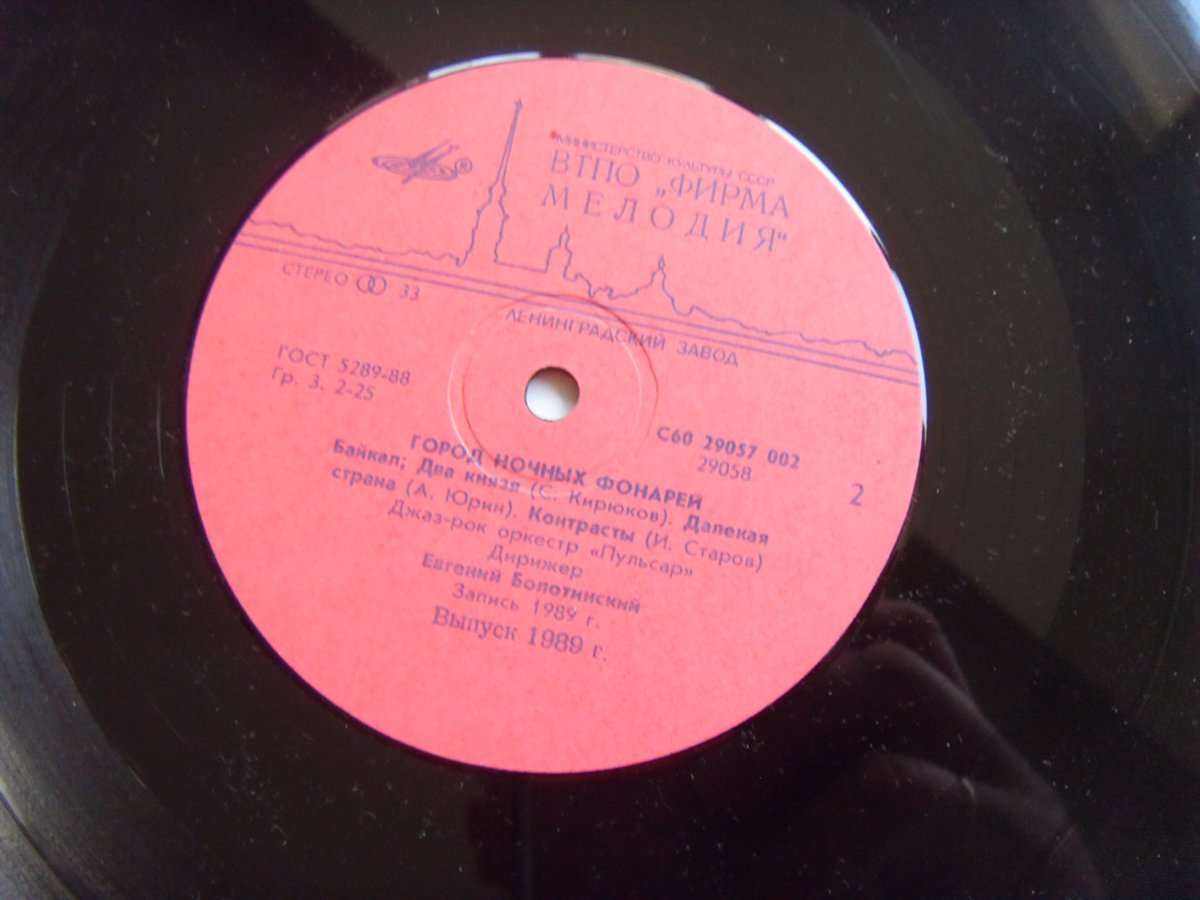 МИНИСТЕРСТВО КУЛЬТУРЫ СССР
ВТПО „ФИРМА
МЕЛОДИЯ“
СТЕРЕО 33
ЛЕНИНГРАДСКИЙ ЗАВОД
ГОСТ 5289-88
Гр. 3. 2-25
С60 29057 002
29058
2
ГОРОД НОЧНЫХ ФОНАРЕЙ
Байкал; Два князя (С. Кирюков). Далекая
страна (А. Юрин). Контрасты (И. Старов)
Джаз-рок оркестр «Пульсар»
Дирижер
Евгений Болотинский
Запись 1989 г.
Выпуск 1989 г.